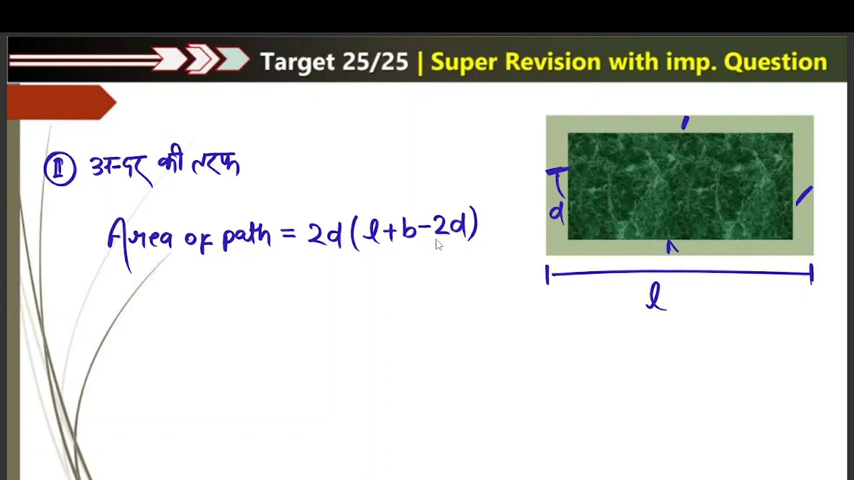 Target 25/25 | Super Revision with imp. Question
II अन्दर की तरफ
Area of path = 2d(l+b-2d)
d
l